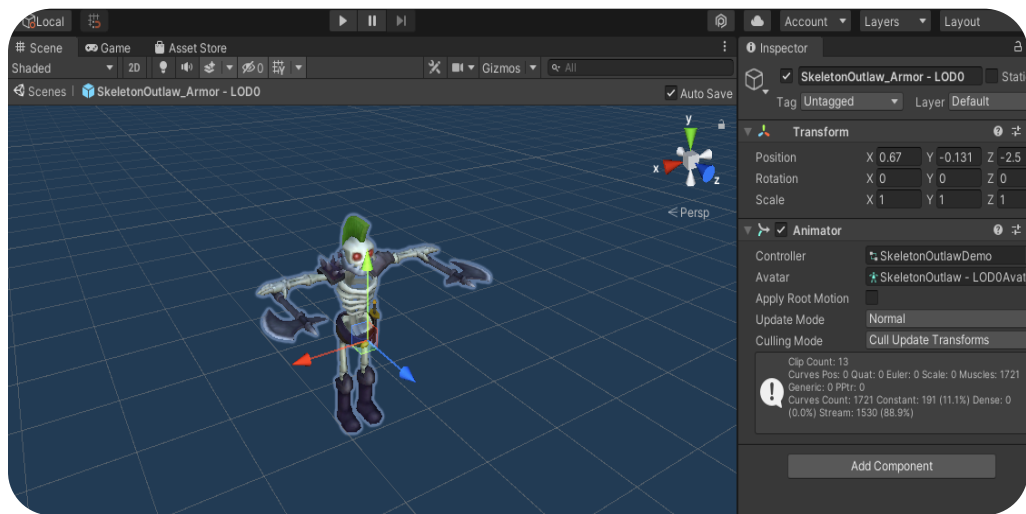 Local
Account
Layers
Layout
Scene
Game
Asset Store
Inspector
Shaded
2D
0
Gizmos
All
Scenes
SkeletonOutlaw_Armor - LOD0
Auto Save
y
x
z
Persp
SkeletonOutlaw_Armor - LOD0
Tag Untagged
Layer Default
Transform
Position X 0.67 Y -0.131 Z -2.5
Rotation X 0 Y 0 Z 0
Scale X 1 Y 1 Z 1
Animator
Controller SkeletonOutlawDemo
Avatar SkeletonOutlaw - LOD0Avat
Apply Root Motion
Update Mode Normal
Culling Mode Cull Update Transforms
Clip Count: 13
Curves Pos: 0 Quat: 0 Euler: 0 Scale: 0 Muscles: 1721
Generic: 0 PPtr: 0
Curves Count: 1721 Constant: 191 (11.1%) Dense: 0
(0.0%) Stream: 1530 (88.9%)
Add Component